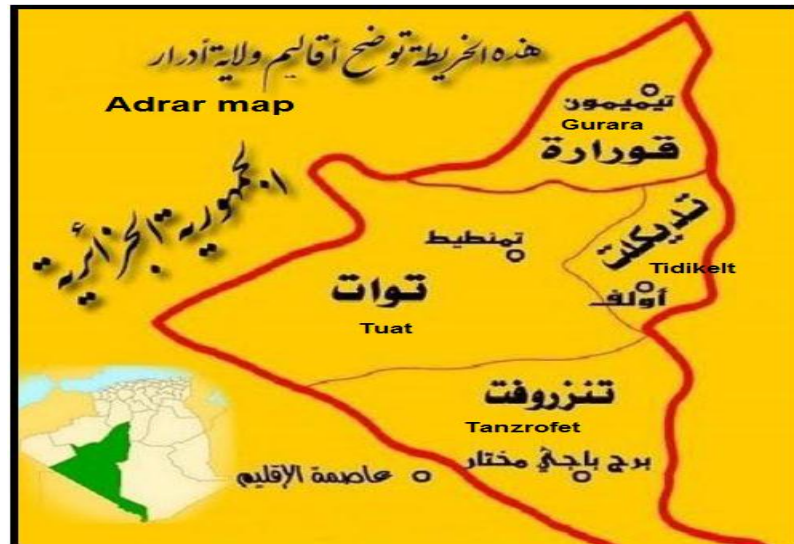 هذه الخريطة توضح أقاليم ولاية أدرار
Adrar map
الجمهورية الجزائرية
تيميمون
Gurara
قورارة
تديكلت
Tidikelt
أولف
تمنطيط
توات
Tuat
تنزروفت
Tanzrofet
برج باجي مختار
عاصمة الإقليم